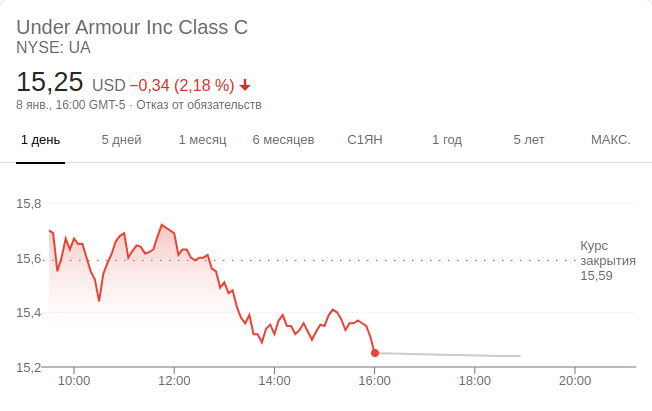 Under Armour Inc Class C
NYSE: UA
15,25 USD −0,34 (2,18 %)
8 янв., 16:00 GMT-5 · Отказ от обязательств
1 день 5 дней 1 месяц 6 месяцев С1ЯН 1 год 5 лет МАКС.
15,8
Курс
15,6 закрытия
15,59
15,4
15,2
10:00 12:00 14:00 16:00 18:00 20:00